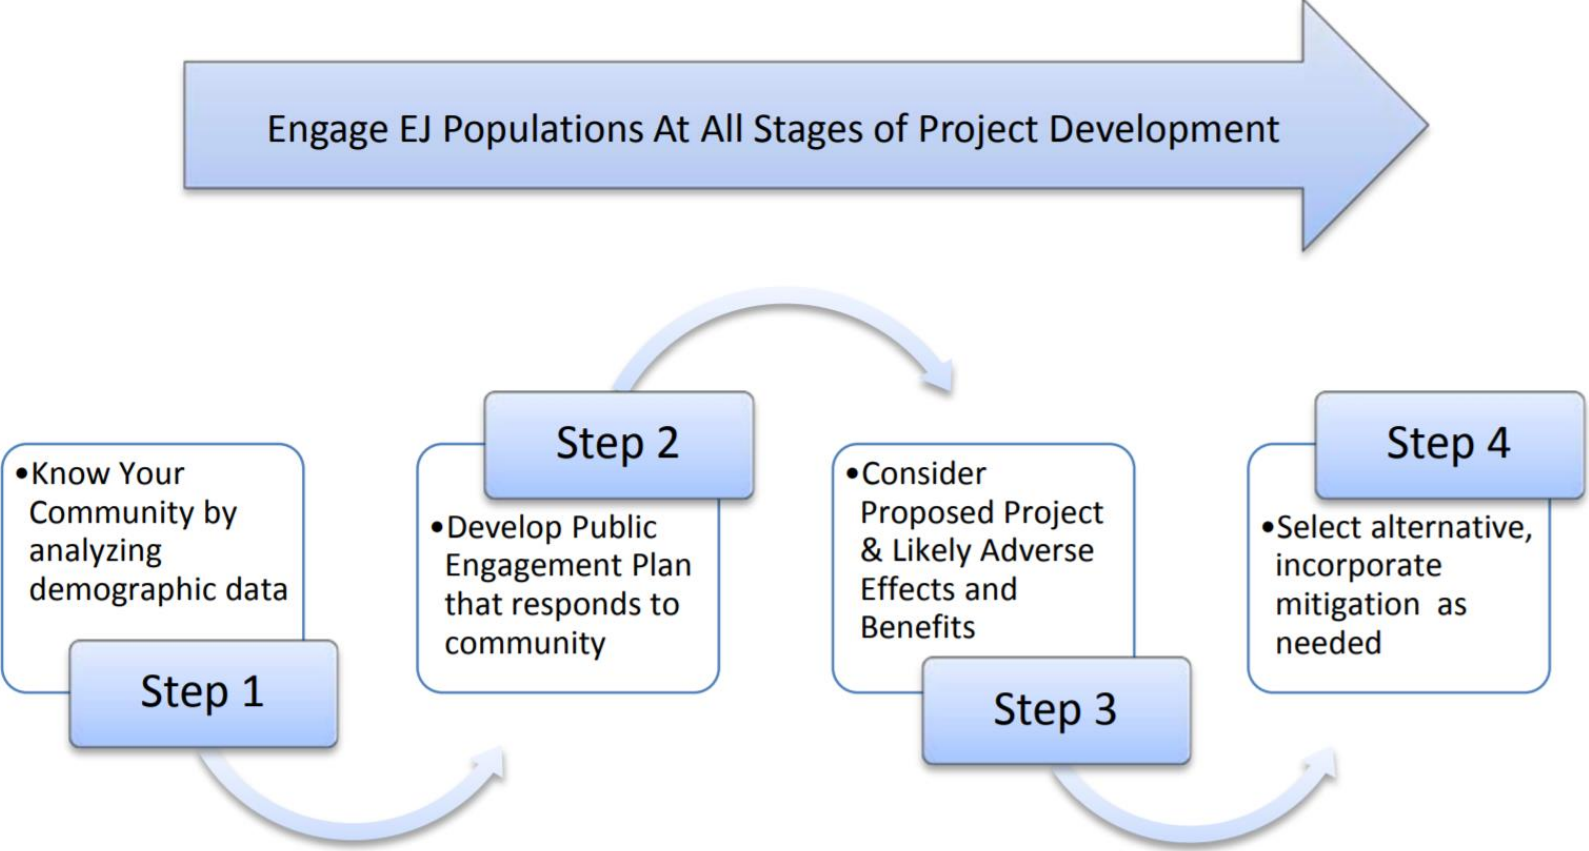 Engage EJ Populations At All Stages of Project Development
•Know Your
Community by
analyzing
demographic data
Step 1
Step 2
•Develop Public
Engagement Plan
that responds to
community
•Consider
Proposed Project
& Likely Adverse
Effects and
Benefits
Step 3
Step 4
•Select alternative,
incorporate
mitigation as
needed